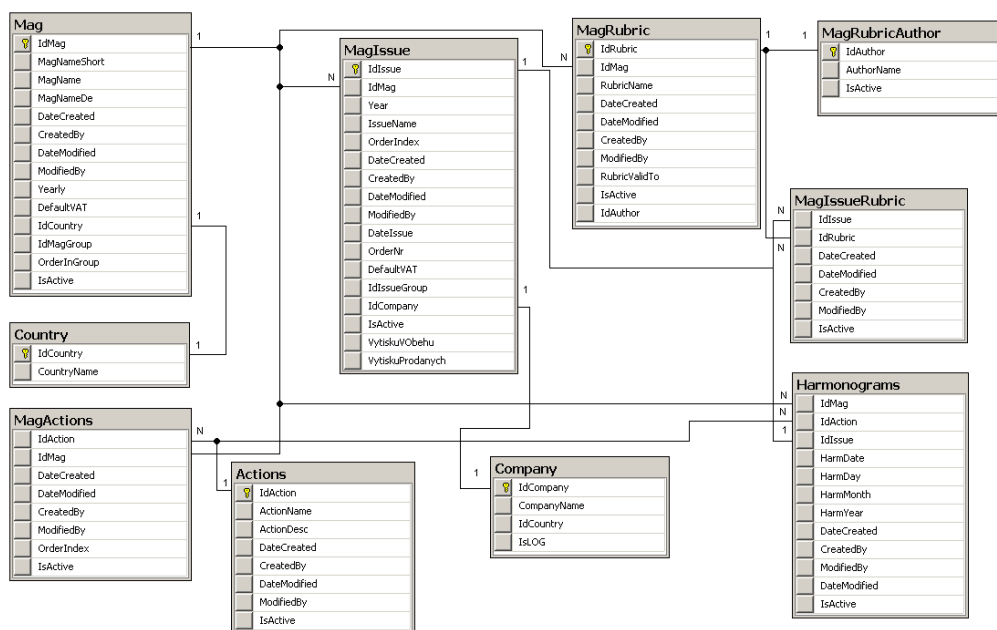 Mag
IdMag
MagNameShort
MagName
MagNameDe
DateCreated
CreatedBy
DateModified
ModifiedBy
Yearly
DefaultVAT
IdCountry
IdMagGroup
OrderInGroup
IsActive
1
1
Country
IdCountry
CountryName
1
MagActions
IdAction
IdMag
DateCreated
DateModified
CreatedBy
ModifiedBy
OrderIndex
IsActive
N
Actions
IdAction
ActionName
ActionDesc
DateCreated
CreatedBy
DateModified
ModifiedBy
IsActive
1
MagIssue
IdIssue
IdMag
Year
IssueName
OrderIndex
DateCreated
CreatedBy
DateModified
ModifiedBy
DateIssue
OrderNr
DefaultVAT
IdIssueGroup
IdCompany
IsActive
VytiskuVObehu
VytiskuProdanych
N
1
1
Company
IdCompany
CompanyName
IdCountry
IsLOG
1
MagRubric
IdRubric
IdMag
RubricName
DateCreated
DateModified
CreatedBy
ModifiedBy
RubricValidTo
IsActive
IdAuthor
N
1
1
MagRubricAuthor
IdAuthor
AuthorName
IsActive
MagIssueRubric
IdIssue
IdRubric
DateCreated
DateModified
CreatedBy
ModifiedBy
IsActive
N
N
Harmonograms
IdMag
IdAction
IdIssue
HarmDate
HarmDay
HarmMonth
HarmYear
DateCreated
CreatedBy
ModifiedBy
DateModified
IsActive
N
N
1